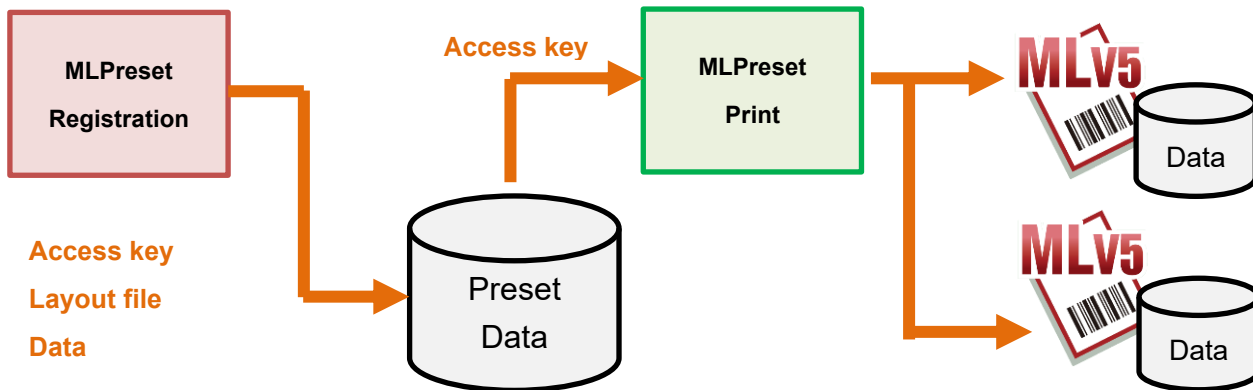 MLPreset
Registration
Access key
Layout file
Data
Access key
Preset
Data
MLPreset
Print
MLV5
Data
MLV5
Data